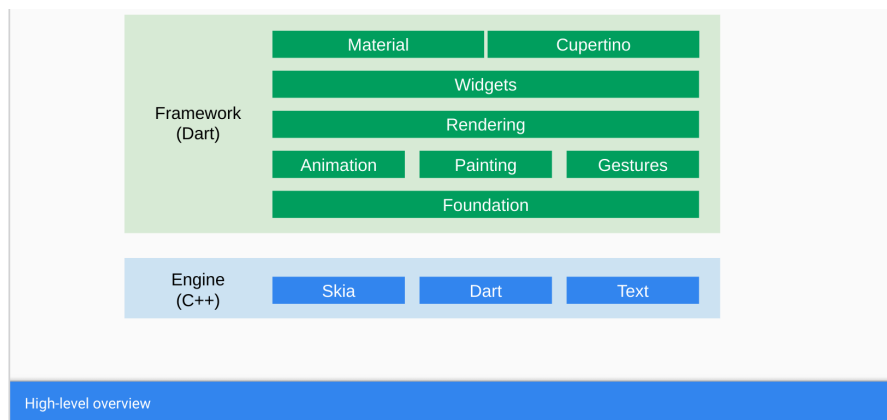 Material Cupertino
Widgets
Framework
(Dart)
Rendering
Animation Painting Gestures
Foundation
Engine
(C++)
Skia Dart Text
High-level overview